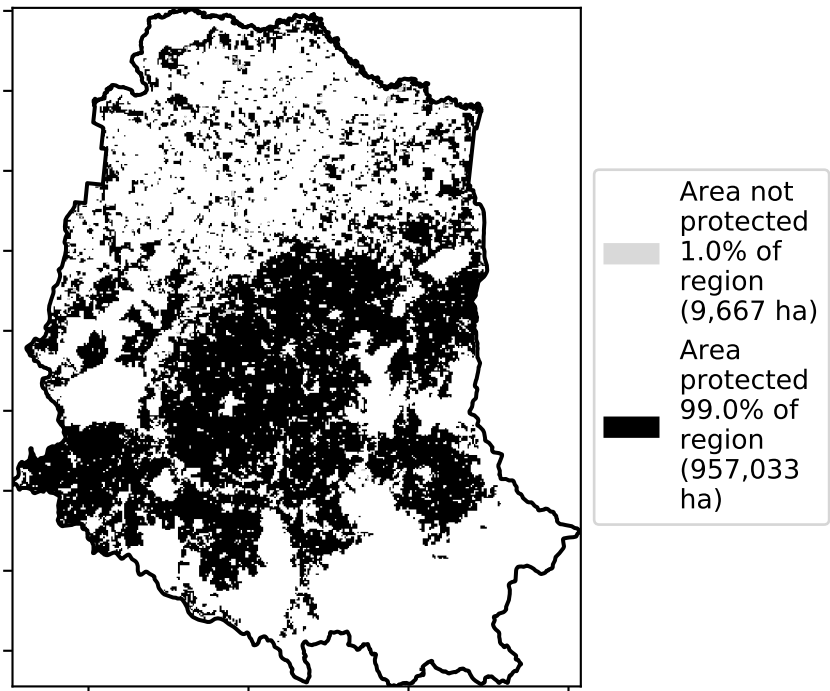 Area not
protected
1.0% of
region
(9,667 ha)
Area
protected
99.0% of
region
(957,033
ha)